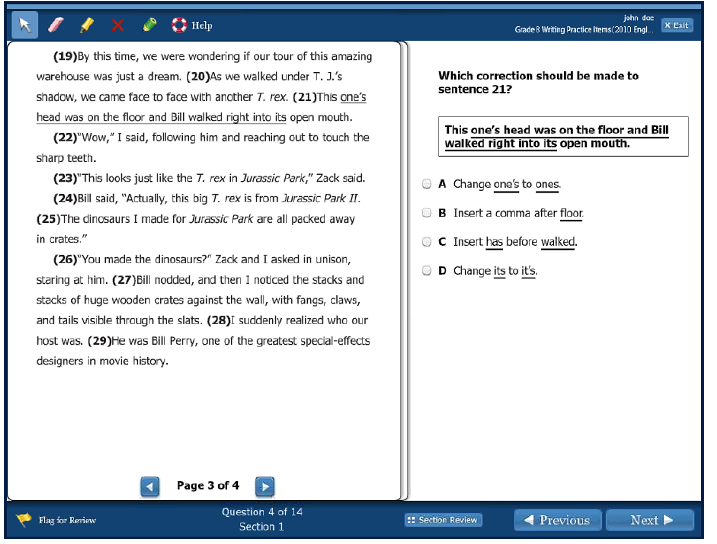 Help
john doe
Grade 8 Writing Practice Items (2010 Engl...
X Exit
(19)By this time, we were wondering if our tour of this amazing
warehouse was just a dream. (20)As we walked under T. J.'s
shadow, we came face to face with another T. rex. (21)This one's
head was on the floor and Bill walked right into its open mouth.
(22)"Wow," I said, following him and reaching out to touch the
sharp teeth.
(23)"This looks just like the T. rex in Jurassic Park," Zack said.
(24)Bill said, "Actually, this big T. rex is from Jurassic Park II.
(25)The dinosaurs I made for Jurassic Park are all packed away
in crates."
(26)"You made the dinosaurs?" Zack and I asked in unison,
staring at him. (27)Bill nodded, and then I noticed the stacks and
stacks of huge wooden crates against the wall, with fangs, claws,
and tails visible through the slats. (28)I suddenly realized who our
host was. (29)He was Bill Perry, one of the greatest special-effects
designers in movie history.
Page 3 of 4
Which correction should be made to
sentence 21?
This one's head was on the floor and Bill
walked right into its open mouth.
A Change one's to ones.
B Insert a comma after floor.
C Insert has before walked.
D Change its to it's.
Flag for Review
Question 4 of 14
Section 1
Section Review
Previous
Next